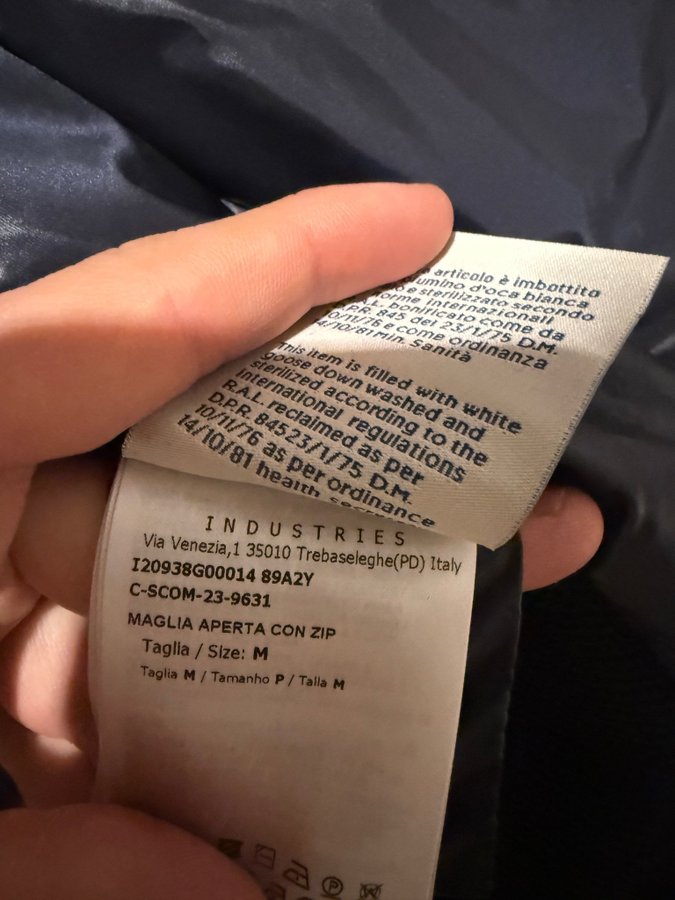 articolo è imbottito
umino d'oca bianca
o e sterilizzato secondo
orme internazionali
A.L. bonificato come da
P.R. 845 del 23/1/75 D.M.
10/11/76 e come ordinanza
14/10/81 Min. Sanità
This item is filled with white
goose down washed and
sterilized according to the
international regulations
R.A.L. reclaimed as per
D.P.R. 845 23/1/75 D.M.
10/11/76 as per ordinance
14/10/81 health
INDUSTRIES
Via Venezia,1 35010 Trebaseleghe(PD) Italy
I20938G00014 89A2Y
C-SCOM-23-9631
MAGLIA APERTA CON ZIP
Taglia / Size: M
Taglia M / Tamanho P / Talla M